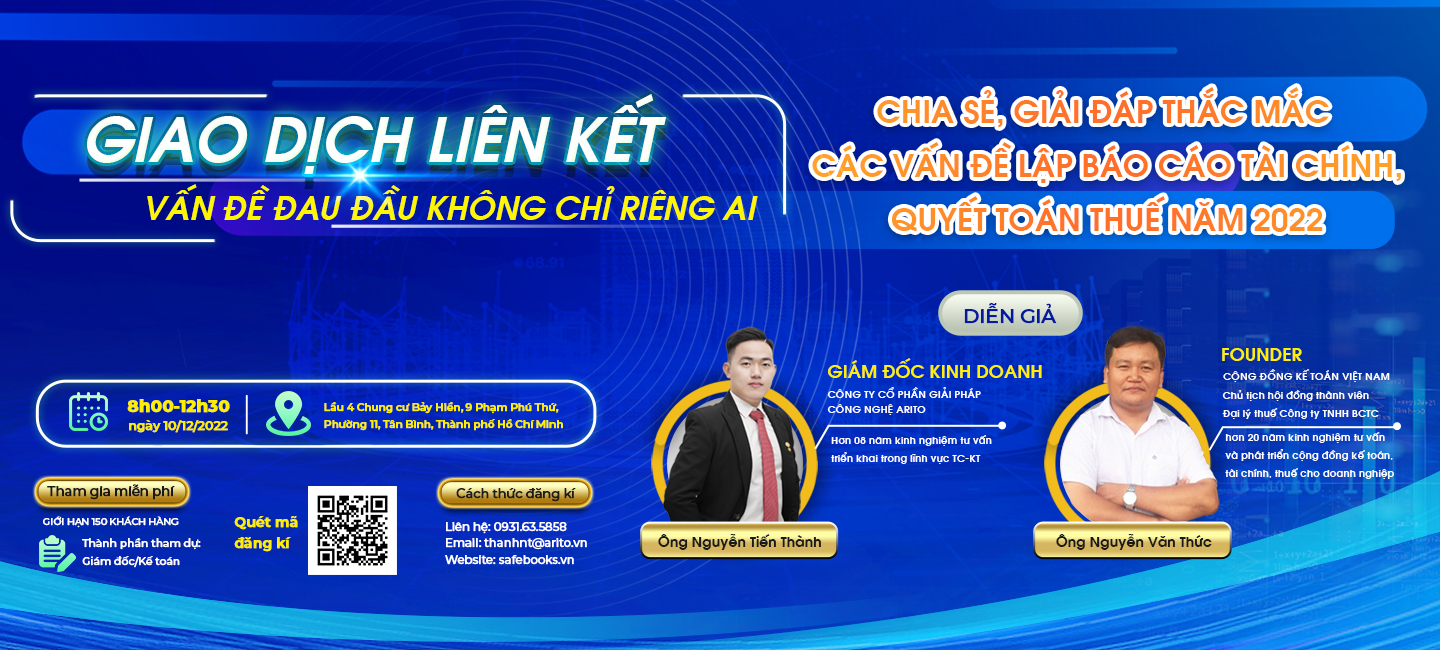 GIAO DỊCH LIÊN KẾT
VẤN ĐỀ ĐAU ĐẦU KHÔNG CHỈ RIÊNG AI
CHIA SẺ, GIẢI ĐÁP THẮC MẮC
CÁC VẤN ĐỀ LẬP BÁO CÁO TÀI CHÍNH,
QUYẾT TOÁN THUẾ NĂM 2022
DIỄN GIẢ
GIÁM ĐỐC KINH DOANH
CÔNG TY CỔ PHẦN GIẢI PHÁP
CÔNG NGHỆ ARITO
Hơn 08 năm kinh nghiệm tư vấn
triển khai trong lĩnh vực TC-KT
Ông Nguyễn Tiến Thành
FOUNDER
CỘNG ĐỒNG KẾ TOÁN VIỆT NAM
Chủ tịch hội đồng thành viên
Đại lý thuế Công ty TNHH BCTC
hơn 20 năm kinh nghiệm tư vấn
và phát triển cộng đồng kế toán,
tài chính, thuế cho doanh nghiệp
Ông Nguyễn Văn Thức
8h00-12h30
ngày 10/12/2022
Lầu 4 Chung cư Bảy Hiền, 9 Phạm Phú Thứ,
Phường 11, Tân Bình, Thành phố Hồ Chí Minh
Tham gia miễn phí
GIỚI HẠN 150 KHÁCH HÀNG
Thành phần tham dự:
Giám đốc/Kế toán
Quét mã
đăng kí
Cách thức đăng kí
Liên hệ: 0931.63.5858
Email: thanhnt@arito.vn
Website: safebooks.vn